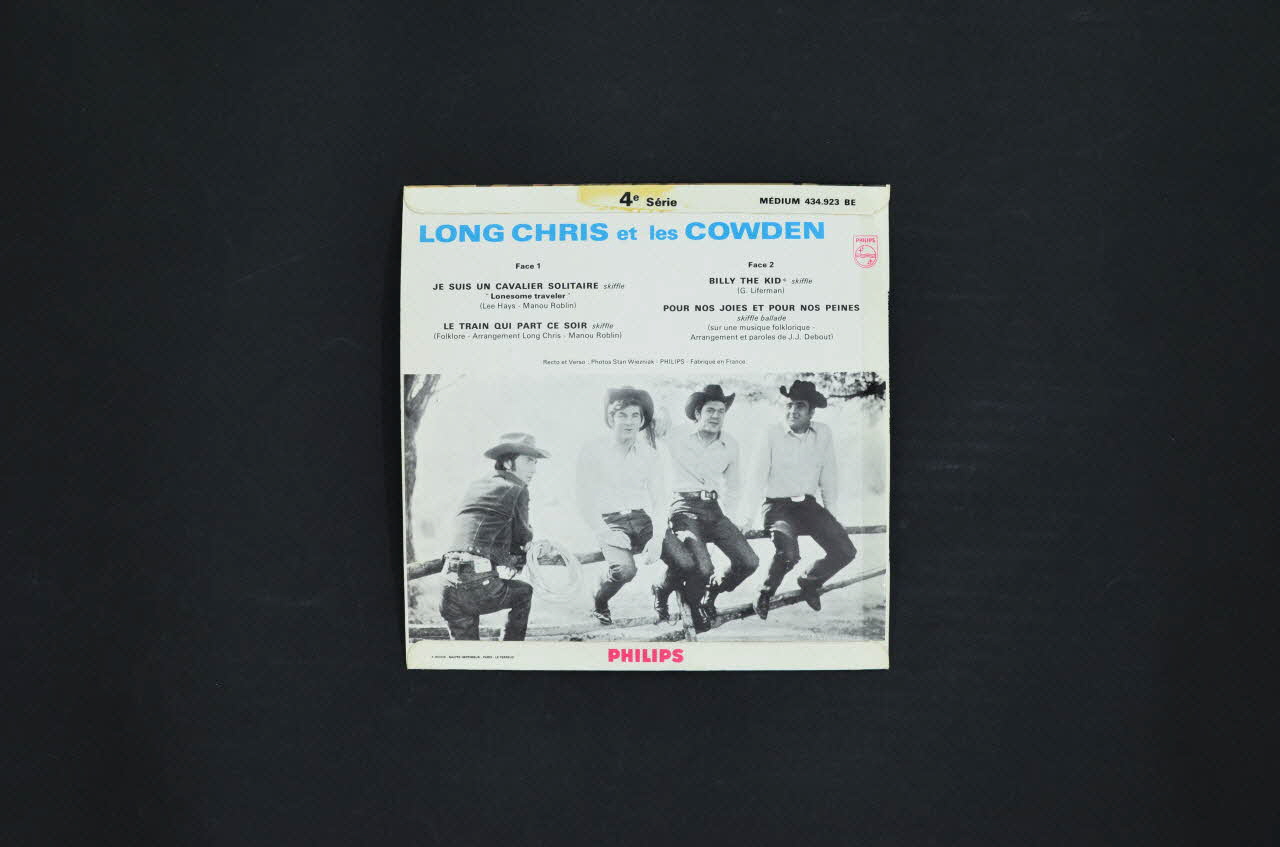 4e Série
MÉDIUM 434.923 BE
LONG CHRIS et les COWDEN
PHILIPS
Face 1
JE SUIS UN CAVALIER SOLITAIRE skiffle
"Lonesome traveler"
(Lee Hays - Manou Roblin)
LE TRAIN QUI PART CE SOIR skiffle
(Folklore - Arrangement Long Chris - Manou Roblin)
Face 2
BILLY THE KID* skiffle
(G. Liferman)
POUR NOS JOIES ET POUR NOS PEINES
skiffle ballade
(sur une musique folklorique -
Arrangement et paroles de J.J. Debout)
Recto et Verso : Photos Stan Wiezniak - PHILIPS - Fabriqué en France
PHILIPS